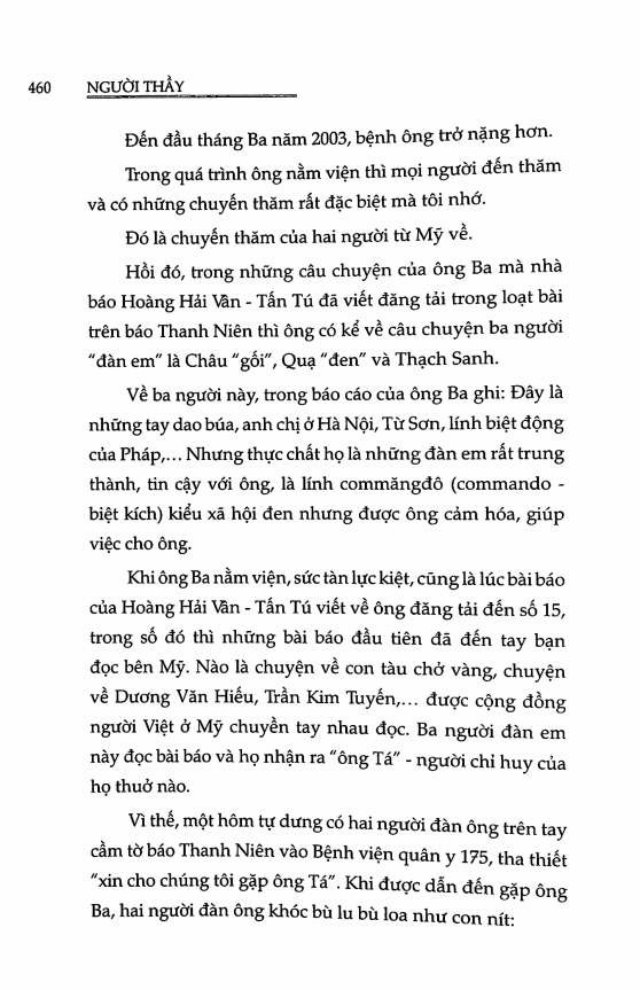 460 NGƯỜI THẦY
Đến đầu tháng Ba năm 2003, bệnh ông trở nặng hơn.
Trong quá trình ông nằm viện thì mọi người đến thăm
và có những chuyến thăm rất đặc biệt mà tôi nhớ.
Đó là chuyến thăm của hai người từ Mỹ về.
Hồi đó, trong những câu chuyện của ông Ba mà nhà
báo Hoàng Hải Vân - Tấn Tú đã viết đăng tải trong loạt bài
trên báo Thanh Niên thì ông có kể về câu chuyện ba người
"đàn em" là Châu "gối", Quạ "đen" và Thạch Sanh.
Về ba người này, trong báo cáo của ông Ba ghi: Đây là
những tay dao búa, anh chị ở Hà Nội, Từ Sơn, lính biệt động
của Pháp,... Nhưng thực chất họ là những đàn em rất trung
thành, tin cậy với ông, là lính commăngđô (commando -
biệt kích) kiểu xã hội đen nhưng được ông cảm hóa, giúp
việc cho ông.
Khi ông Ba nằm viện, sức tàn lực kiệt, cũng là lúc bài báo
của Hoàng Hải Vân - Tấn Tú viết về ông đăng tải đến số 15,
trong số đó thì những bài báo đầu tiên đã đến tay bạn
đọc bên Mỹ. Nào là chuyện về con tàu chở vàng, chuyện
về Dương Văn Hiếu, Trần Kim Tuyến,... được cộng đồng
người Việt ở Mỹ chuyền tay nhau đọc. Ba người đàn em
này đọc bài báo và họ nhận ra "ông Tá" - người chỉ huy của
họ thuở nào.
Vì thế, một hôm tự dưng có hai người đàn ông trên tay
cầm tờ báo Thanh Niên vào Bệnh viện quân y 175, tha thiết
"xin cho chúng tôi gặp ông Tá". Khi được dẫn đến gặp ông
Ba, hai người đàn ông khóc bù lu bù loa như con nít: